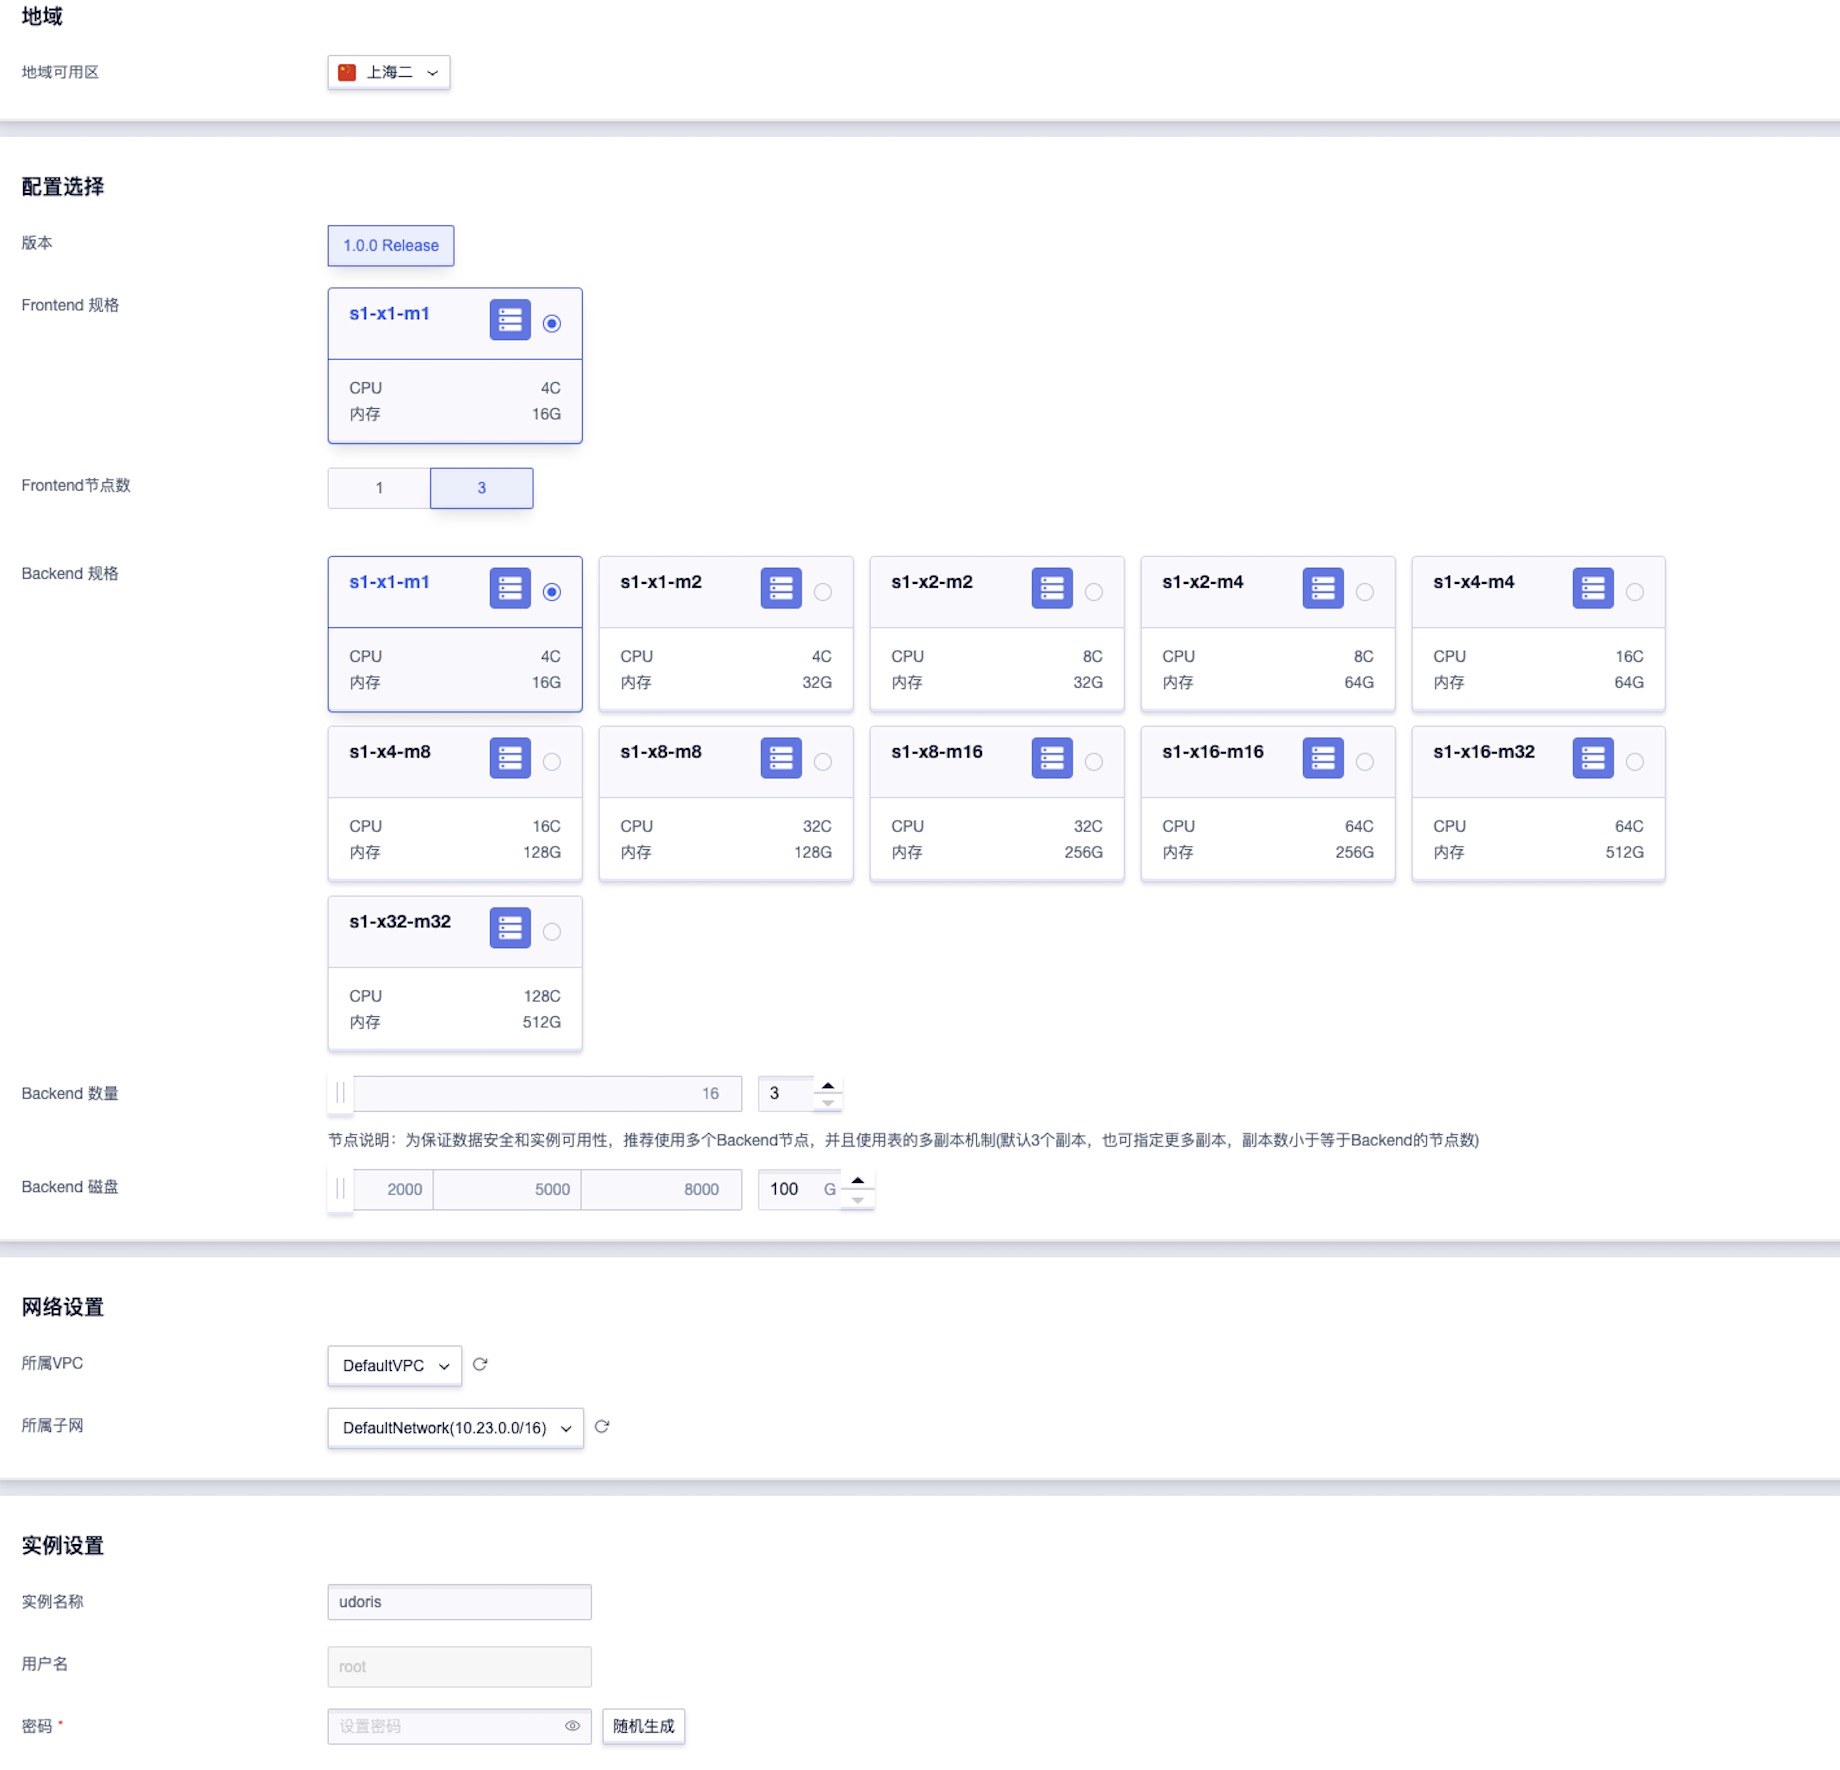 地域
地域可用区
上海二
配置选择
版本
1.0.0 Release
Frontend 规格
s1-x1-m1
CPU 4C
内存 16G
Frontend节点数
1 3
Backend 规格
s1-x1-m1 s1-x1-m2 s1-x2-m2 s1-x2-m4 s1-x4-m4
CPU 4C CPU 4C CPU 8C CPU 8C CPU 16C
内存 16G 内存 32G 内存 32G 内存 64G 内存 64G
s1-x4-m8 s1-x8-m8 s1-x8-m16 s1-x16-m16 s1-x16-m32
CPU 16C CPU 32C CPU 32C CPU 64C CPU 64C
内存 128G 内存 128G 内存 256G 内存 256G 内存 512G
s1-x32-m32
CPU 128C
内存 512G
Backend 数量
16 3
节点说明：为保证数据安全和实例可用性，推荐使用多个Backend节点，并且使用表的多副本机制(默认3个副本，也可指定更多副本，副本数小于等于Backend的节点数)
Backend 磁盘
2000 5000 8000 100 G
网络设置
所属VPC
DefaultVPC
所属子网
DefaultNetwork(10.23.0.0/16)
实例设置
实例名称
udoris
用户名
root
密码 *
设置密码 随机生成